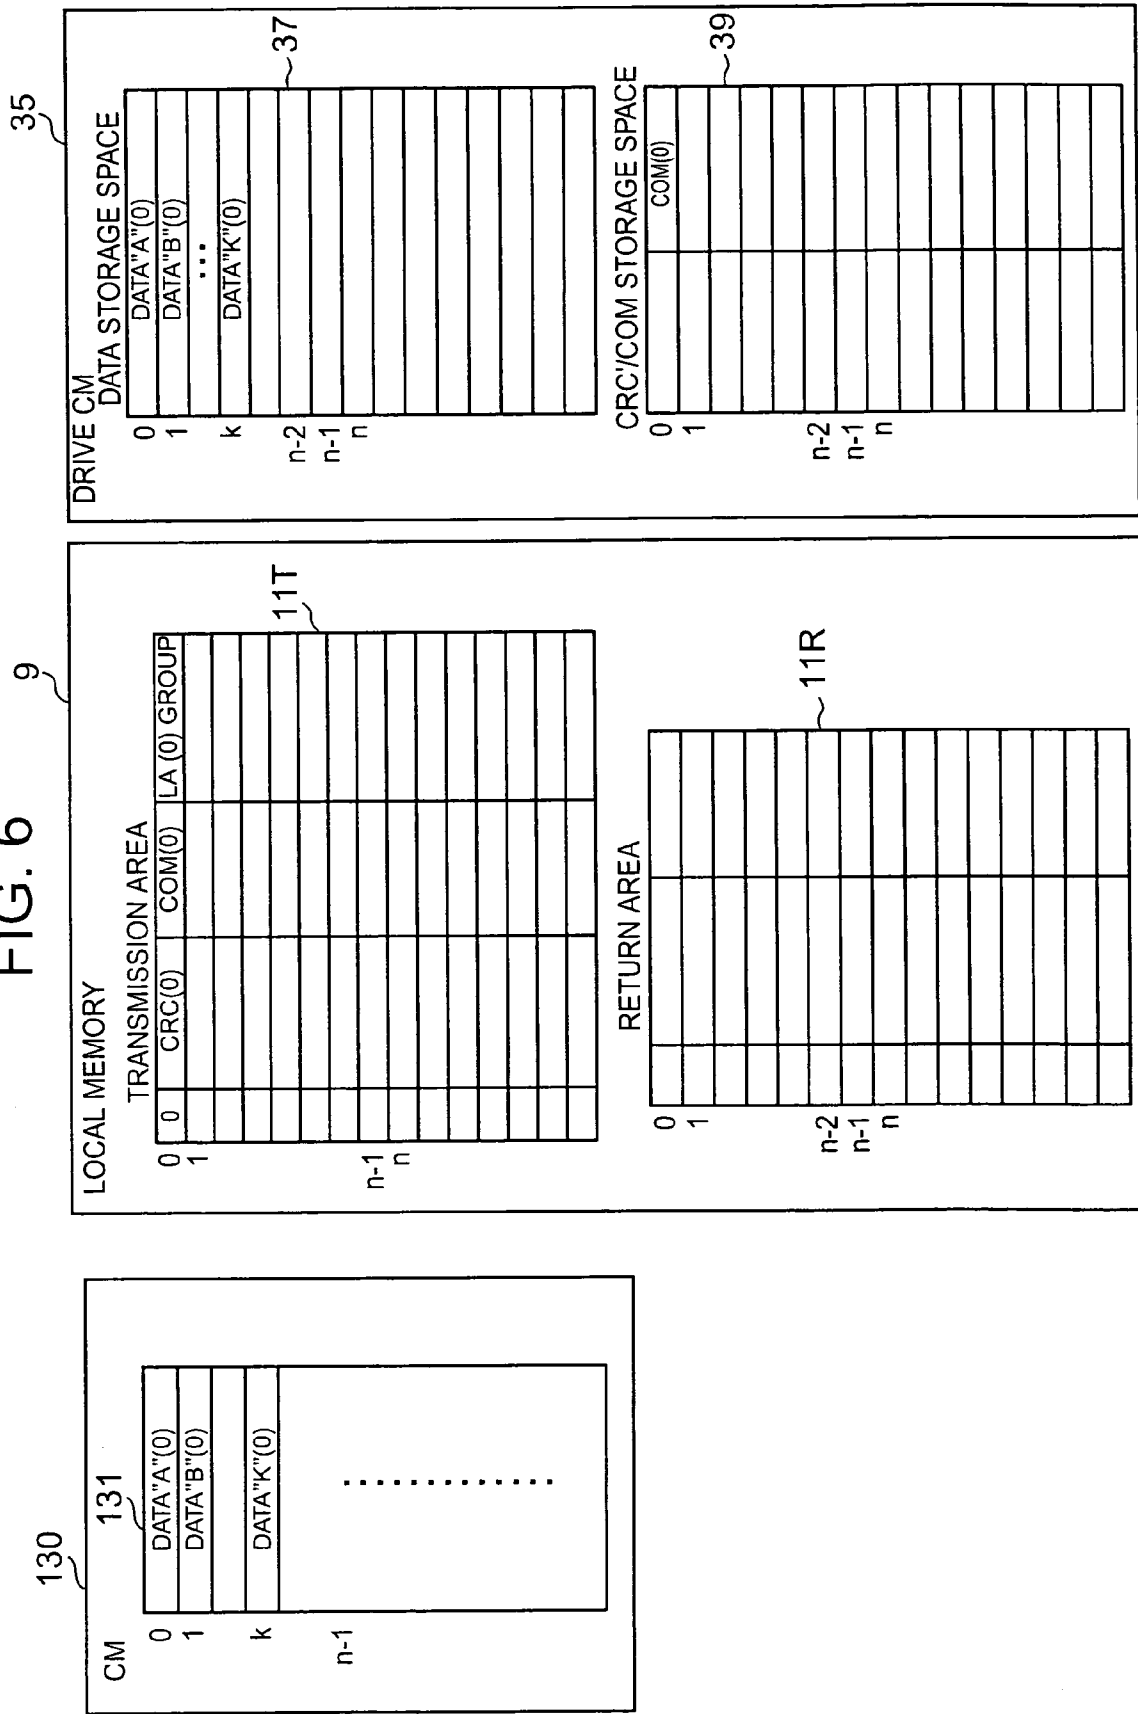 FIG. 6
130
CM
131
0
DATA"A"(0)
1
DATA"B"(0)
k
DATA"K"(0)
n-1
9
LOCAL MEMORY
TRANSMISSION AREA
11T
0
0
CRC(0)
COM(0)
LA (0) GROUP
1
n-1
n
RETURN AREA
11R
0
1
n-2
n-1
n
35
DRIVE CM
DATA STORAGE SPACE
37
0
DATA"A"(0)
1
DATA"B"(0)
...
k
DATA"K"(0)
n-2
n-1
n
CRC'/COM STORAGE SPACE
39
0
COM(0)
1
n-2
n-1
n